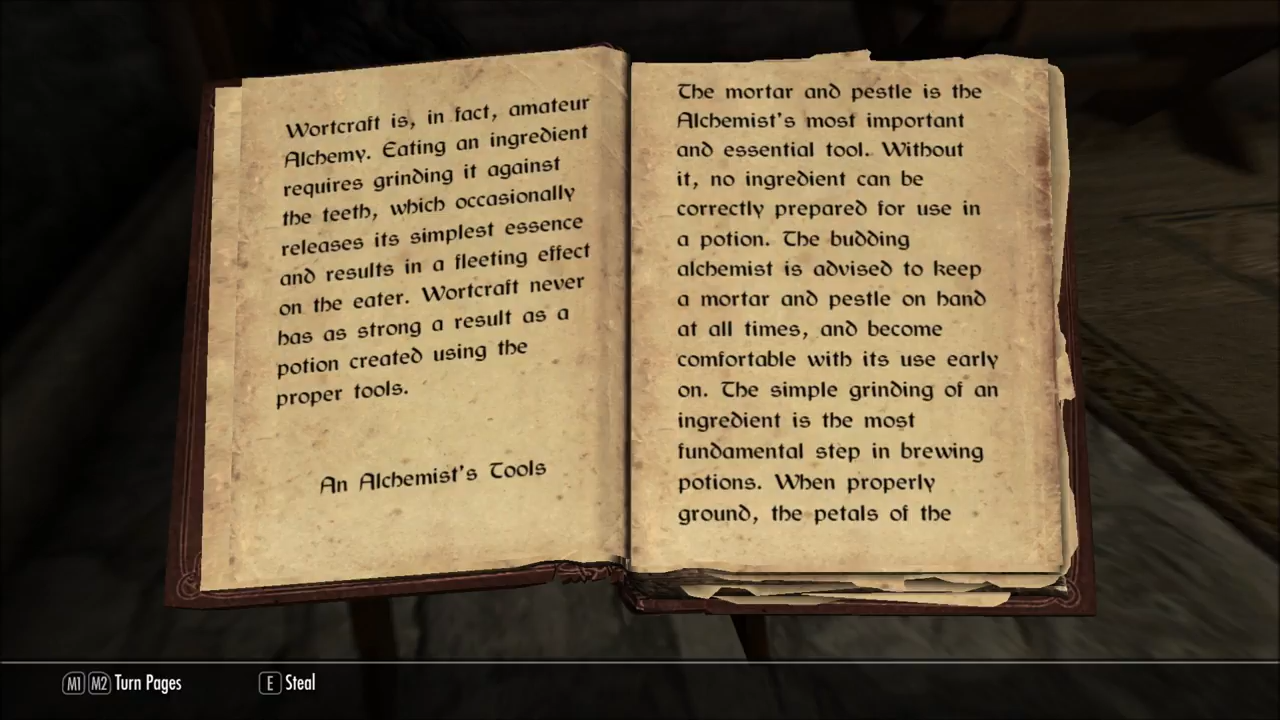 Wortcraft is, in fact, amateur
Alchemy. Eating an ingredient
requires grinding it against
the teeth, which occasionally
releases its simplest essence
and results in a fleeting effect
on the eater. Wortcraft never
has as strong a result as a
potion created using the
proper tools.
An Alchemist's Tools
The mortar and pestle is the
Alchemist's most important
and essential tool. Without
it, no ingredient can be
correctly prepared for use in
a potion. The budding
alchemist is advised to keep
a mortar and pestle on hand
at all times, and become
comfortable with its use early
on. The simple grinding of an
ingredient is the most
fundamental step in brewing
potions. When properly
ground, the petals of the
M1 M2 Turn Pages
E Steal